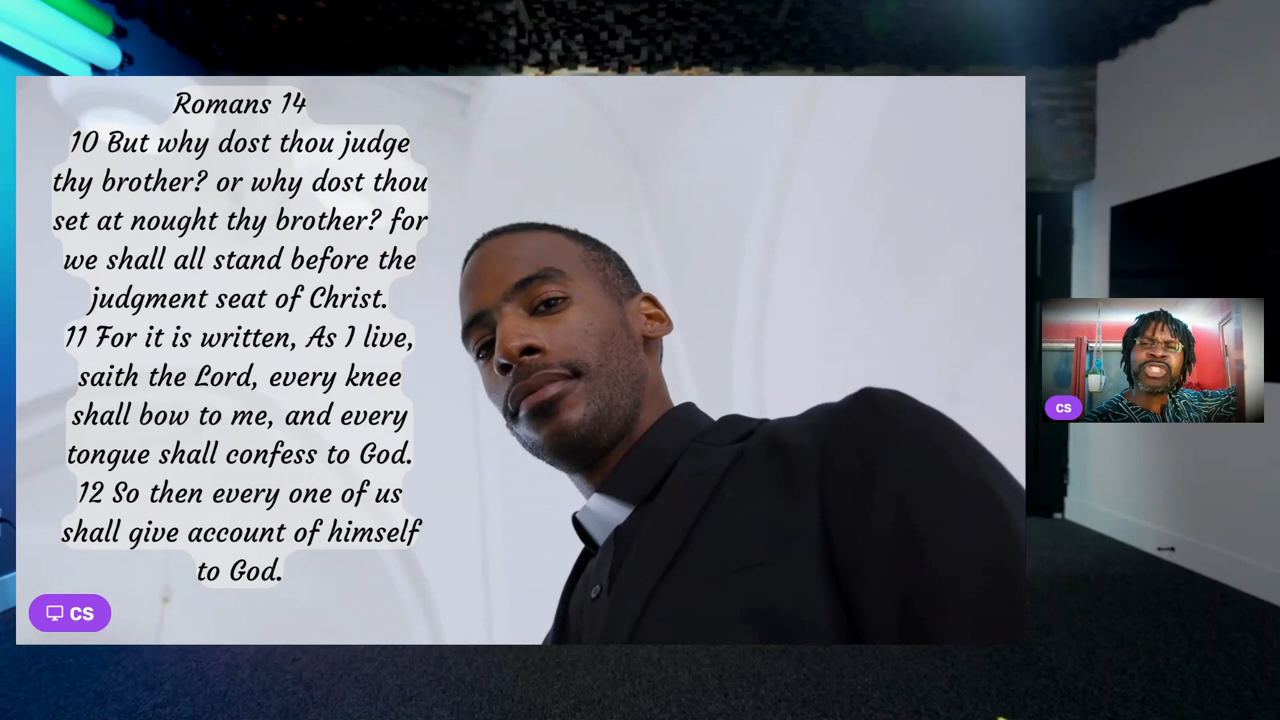 Romans 14
10 But why dost thou judge
thy brother? or why dost thou
set at nought thy brother? for
we shall all stand before the
judgment seat of Christ.
11 For it is written, As I live,
saith the Lord, every knee
shall bow to me, and every
tongue shall confess to God.
12 So then every one of us
shall give account of himself
to God.
CS
CS